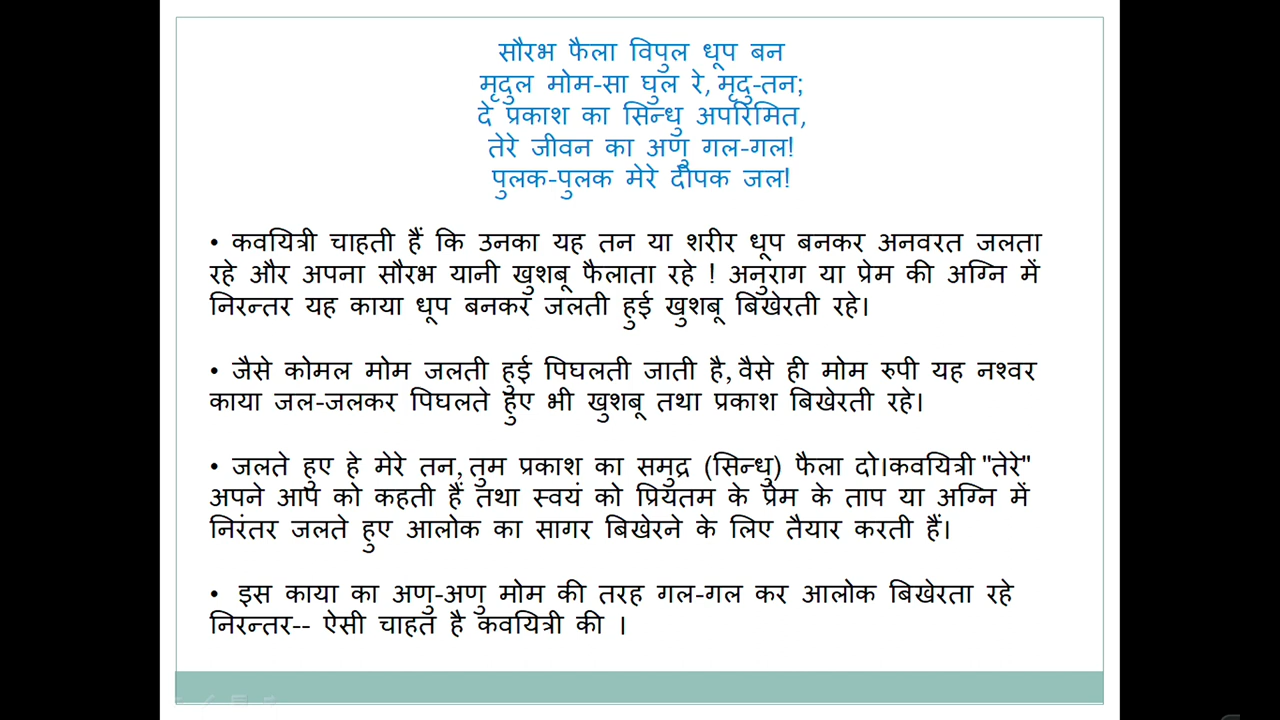 सौरभ फैला विपुल धूप बन
मृदुल मोम-सा घुल रे, मृदु-तन;
दे प्रकाश का सिन्धु अपरिमित,
तेरे जीवन का अणु गल-गल!
पुलक-पुलक मेरे दीपक जल!
• कवयित्री चाहती हैं कि उनका यह तन या शरीर धूप बनकर अनवरत जलता
रहे और अपना सौरभ यानी खुशबू फैलाता रहे ! अनुराग या प्रेम की अग्नि में
निरन्तर यह काया धूप बनकर जलती हुई खुशबू बिखेरती रहे।
• जैसे कोमल मोम जलती हुई पिघलती जाती है, वैसे ही मोम रुपी यह नश्वर
काया जल-जलकर पिघलते हुए भी खुशबू तथा प्रकाश बिखेरती रहे।
• जलते हुए हे मेरे तन, तुम प्रकाश का समुद्र (सिन्धु) फैला दो।कवयित्री "तेरे"
अपने आप को कहती हैं तथा स्वयं को प्रियतम के प्रेम के ताप या अग्नि में
निरंतर जलते हुए आलोक का सागर बिखेरने के लिए तैयार करती हैं।
• इस काया का अणु-अणु मोम की तरह गल-गल कर आलोक बिखेरता रहे
निरन्तर-- ऐसी चाहत है कवयित्री की ।